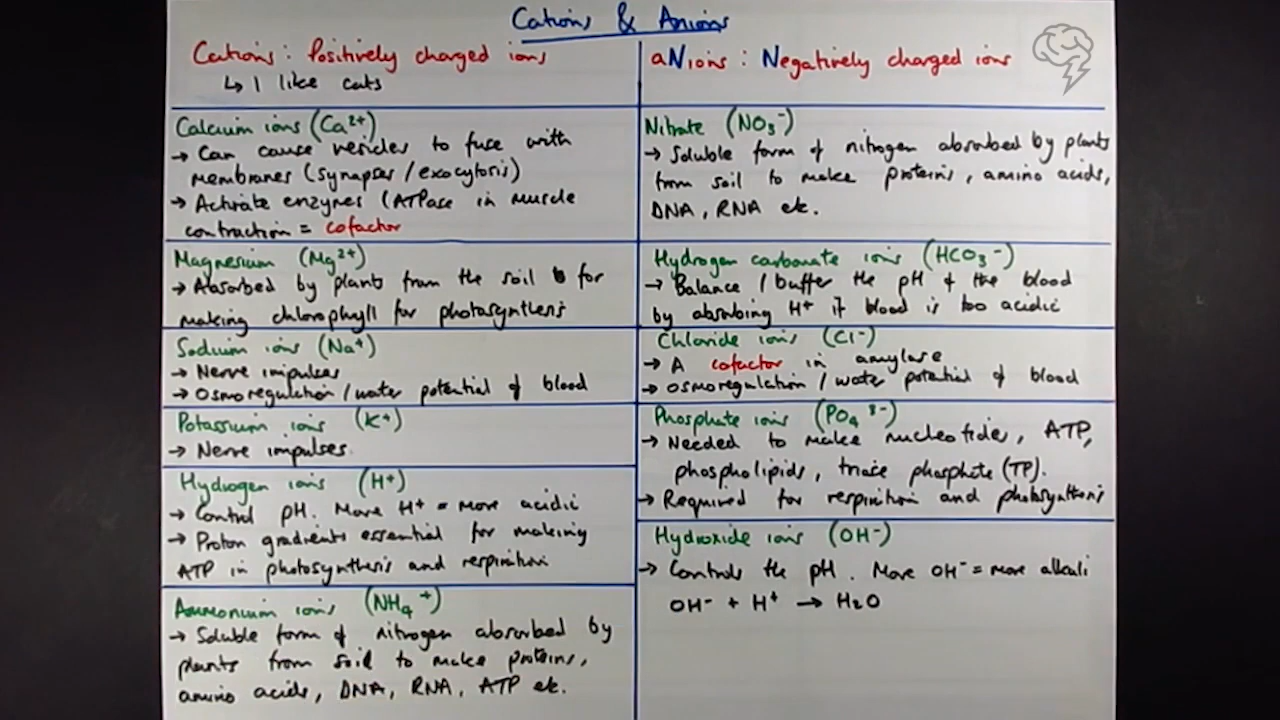 Cations & Anions
Cations : Positively charged ions
↳ I like cats
Calcium ions (Ca²⁺)
→ Can cause vesicles to fuse with
membranes (synapses / exocytosis)
→ Activate enzymes (ATPase in muscle
contraction = cofactor
Magnesium (Mg²⁺)
→ Absorbed by plants from the soil for
making chlorophyll for photosynthesis
Sodium ions (Na⁺)
→ Nerve impulses
→ Osmoregulation / water potential of blood
Potassium ions (K⁺)
→ Nerve impulses
Hydrogen ions (H⁺)
→ Control pH. More H⁺ = More acidic
→ Proton gradients essential for making
ATP in photosynthesis and respiration
Ammonium ions (NH₄⁺)
→ Soluble form of nitrogen absorbed by
plants from soil to make proteins,
amino acids, DNA, RNA, ATP etc.
aNions : Negatively charged ions
Nitrate (NO₃⁻)
→ Soluble form of nitrogen absorbed by plants
from soil to make proteins, amino acids,
DNA, RNA etc.
Hydrogen carbonate ions (HCO₃⁻)
→ Balance / buffer the pH of the blood
by absorbing H⁺ if blood is too acidic
Chloride ions (Cl⁻)
→ A cofactor in amylase
→ Osmoregulation / water potential of blood
Phosphate ions (PO₄³⁻)
→ Needed to make nucleotides, ATP,
phospholipids, triose phosphate (TP).
→ Required for respiration and photosynthesis
Hydroxide ions (OH⁻)
→ Controls the pH. More OH⁻ = more alkali
OH⁻ + H⁺ → H₂O